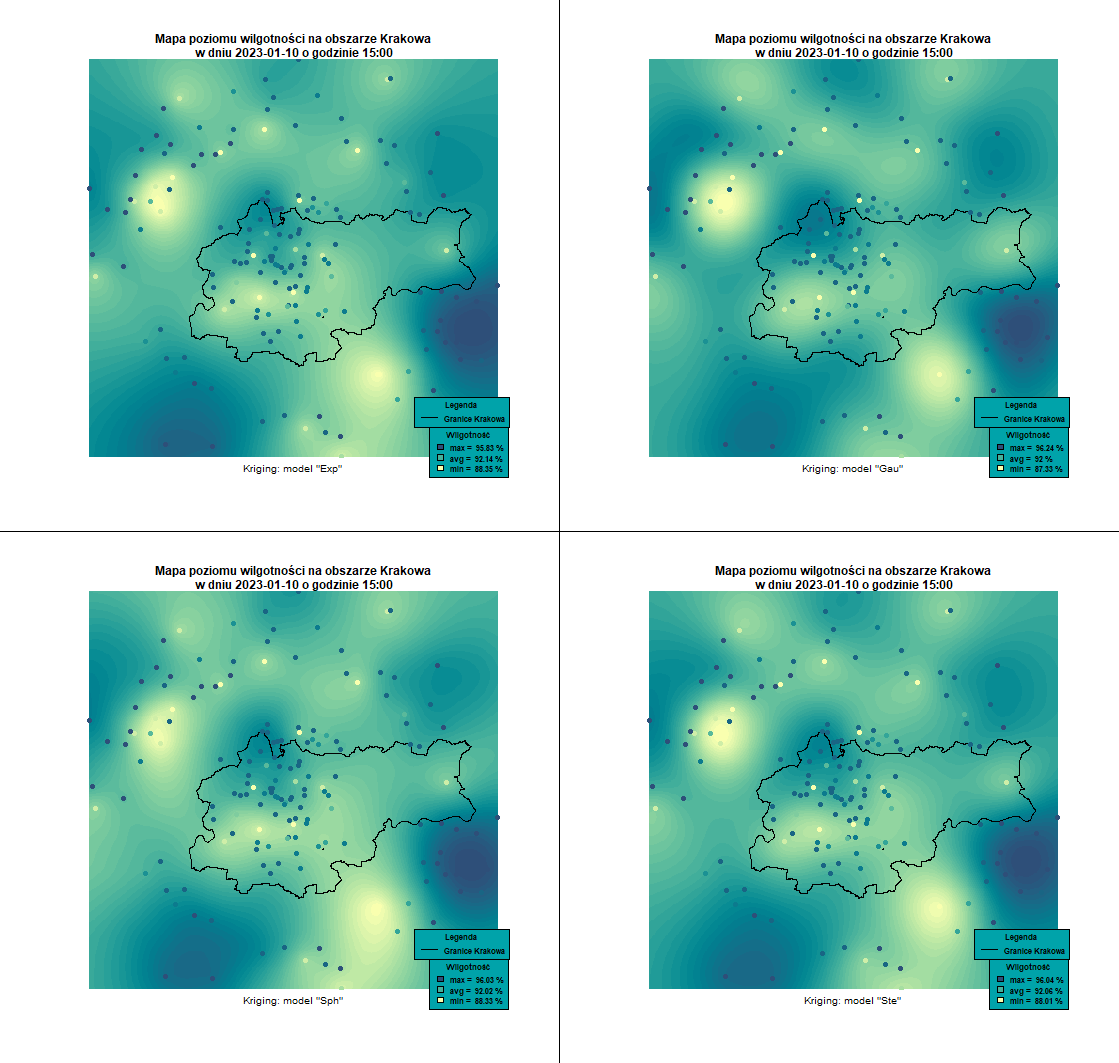 Mapa poziomu wilgotności na obszarze Krakowa
w dniu 2023-01-10 o godzinie 15:00
Legenda
Granice Krakowa
Wilgotność
max = 95.83 %
avg = 92.14 %
min = 88.35 %
Kriging: model "Exp"
Mapa poziomu wilgotności na obszarze Krakowa
w dniu 2023-01-10 o godzinie 15:00
Legenda
Granice Krakowa
Wilgotność
max = 96.24 %
avg = 92 %
min = 87.33 %
Kriging: model "Gau"
Mapa poziomu wilgotności na obszarze Krakowa
w dniu 2023-01-10 o godzinie 15:00
Legenda
Granice Krakowa
Wilgotność
max = 96.03 %
avg = 92.02 %
min = 88.33 %
Kriging: model "Sph"
Mapa poziomu wilgotności na obszarze Krakowa
w dniu 2023-01-10 o godzinie 15:00
Legenda
Granice Krakowa
Wilgotność
max = 96.04 %
avg = 92.06 %
min = 88.01 %
Kriging: model "Ste"